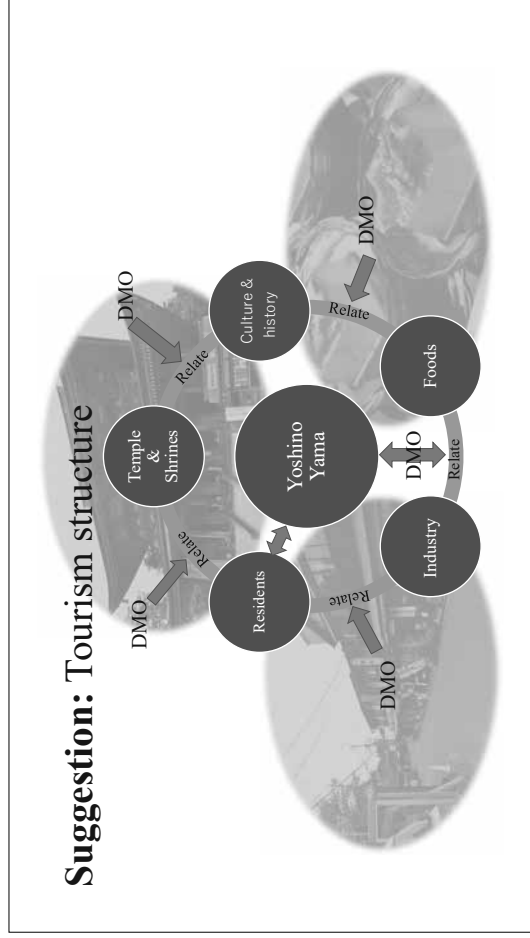 Suggestion: Tourism structure
DMO
DMO
Temple
&
Shrines
Relate
Relate
Residents
Culture &
history
Yoshino
Yama
Relate
Relate
DMO
DMO
DMO
Industry
Foods
Relate